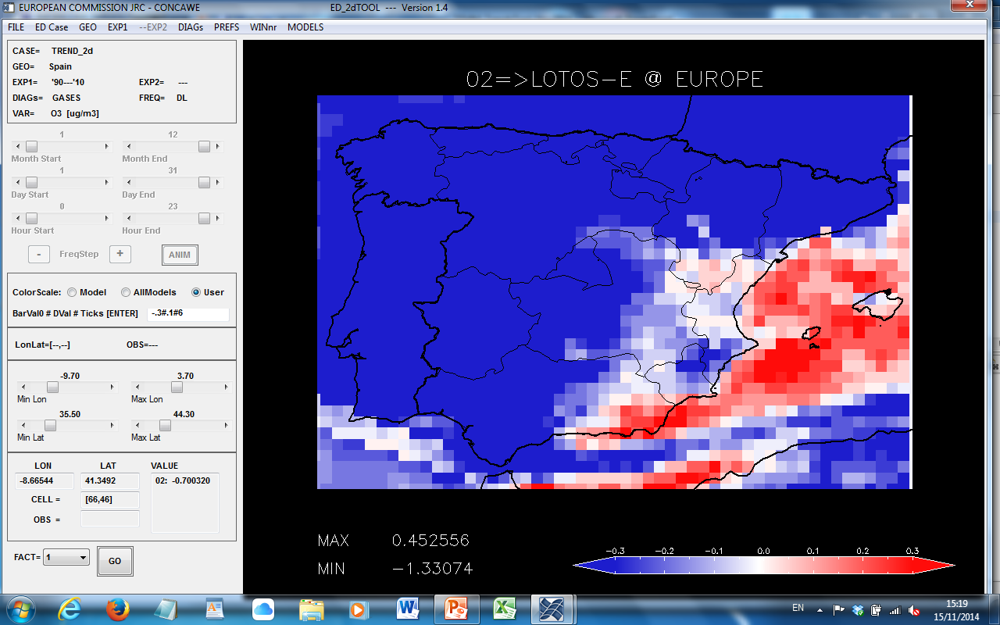 EUROPEAN COMMISSION JRC - CONCAWE
ED_2dTOOL --- Version 1.4
FILE ED Case GEO EXP1 --EXP2 DIAGs PREFS WINnr MODELS
CASE= TREND_2d
GEO= Spain
EXP1= '90---'10 EXP2= ---
DIAGs= GASES FREQ= DL
VAR= O3 [ug/m3]
1 12
Month Start Month End
1 31
Day Start Day End
0 23
Hour Start Hour End
- FreqStep + ANIM
ColorScale: Model AllModels User
BarVal0 # DVal # Ticks [ENTER] -.3#.1#6
LonLat=[--,--] OBS=---
-9.70 3.70
Min Lon Max Lon
35.50 44.30
Min Lat Max Lat
LON LAT VALUE
-8.66544 41.3492 02: -0.700320
CELL = [66,46]
OBS =
FACT= 1 GO
02=>LOTOS-E @ EUROPE
MAX 0.452556
MIN -1.33074
-0.3 -0.2 -0.1 0.0 0.1 0.2 0.3
EN
15:19
15/11/2014